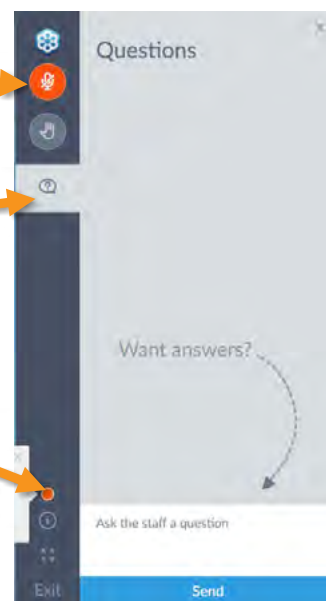 Questions
Want answers?
Ask the staff a question
Exit
Send